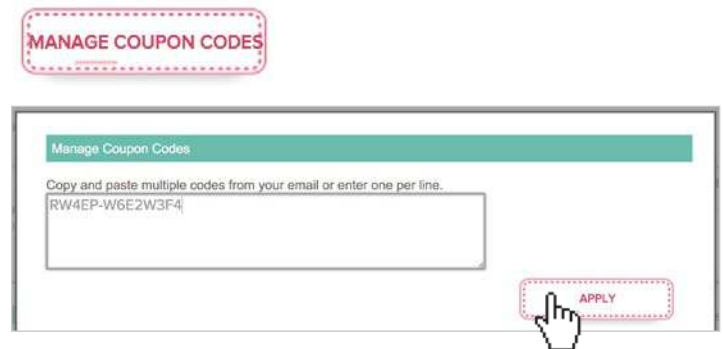 MANAGE COUPON CODES
Manage Coupon Codes
Copy and paste multiple codes from your email or enter one per line.
RW4EP-W6E2W3F4
APPLY